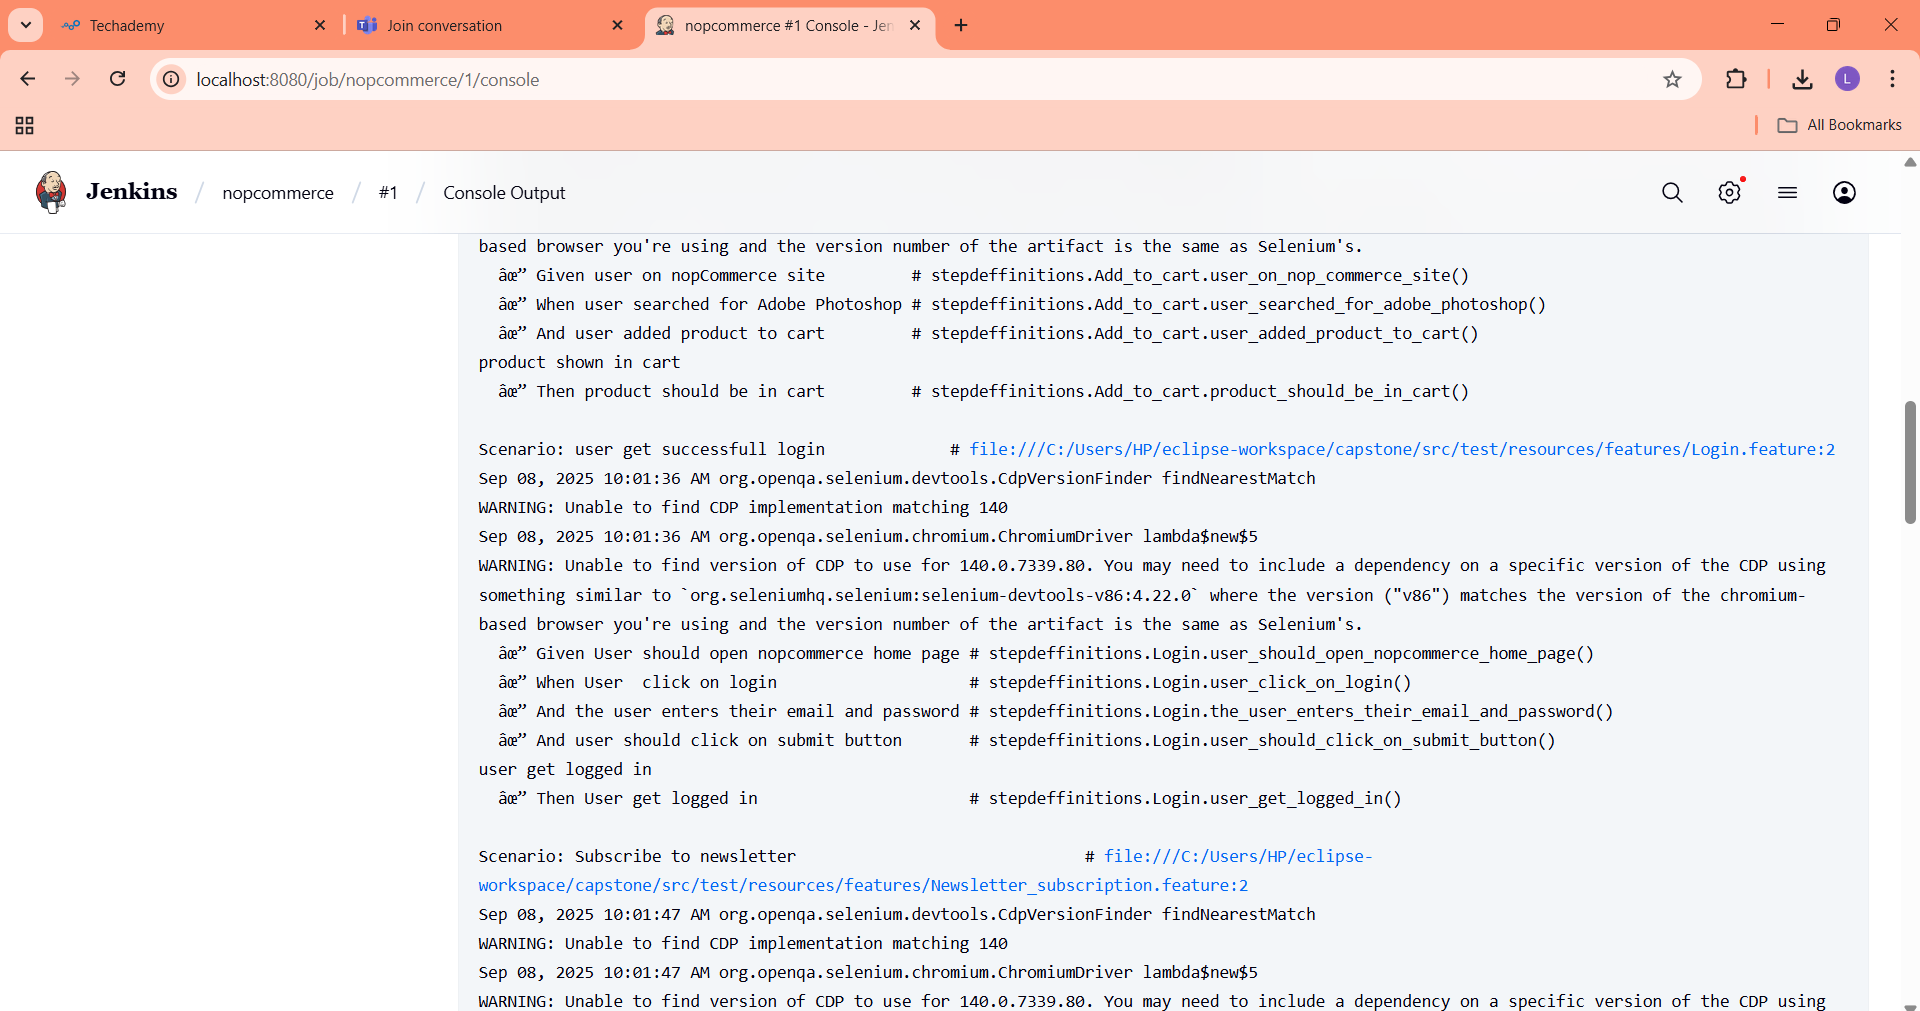 Techademy
Join conversation
nopcommerce #1 Console - Jen
localhost:8080/job/nopcommerce/1/console
L
All Bookmarks
Jenkins / nopcommerce / #1 / Console Output
based browser you're using and the version number of the artifact is the same as Selenium's.
âœ” Given user on nopCommerce site # stepdeffinitions.Add_to_cart.user_on_nop_commerce_site()
âœ” When user searched for Adobe Photoshop # stepdeffinitions.Add_to_cart.user_searched_for_adobe_photoshop()
âœ” And user added product to cart # stepdeffinitions.Add_to_cart.user_added_product_to_cart()
product shown in cart
âœ” Then product should be in cart # stepdeffinitions.Add_to_cart.product_should_be_in_cart()
Scenario: user get successfull login # file:///C:/Users/HP/eclipse-workspace/capstone/src/test/resources/features/Login.feature:2
Sep 08, 2025 10:01:36 AM org.openqa.selenium.devtools.CdpVersionFinder findNearestMatch
WARNING: Unable to find CDP implementation matching 140
Sep 08, 2025 10:01:36 AM org.openqa.selenium.chromium.ChromiumDriver lambda$new$5
WARNING: Unable to find version of CDP to use for 140.0.7339.80. You may need to include a dependency on a specific version of the CDP using
something similar to `org.seleniumhq.selenium:selenium-devtools-v86:4.22.0` where the version ("v86") matches the version of the chromium-
based browser you're using and the version number of the artifact is the same as Selenium's.
âœ” Given User should open nopcommerce home page # stepdeffinitions.Login.user_should_open_nopcommerce_home_page()
âœ” When User  click on login # stepdeffinitions.Login.user_click_on_login()
âœ” And the user enters their email and password # stepdeffinitions.Login.the_user_enters_their_email_and_password()
âœ” And user should click on submit button # stepdeffinitions.Login.user_should_click_on_submit_button()
user get logged in
âœ” Then User get logged in # stepdeffinitions.Login.user_get_logged_in()
Scenario: Subscribe to newsletter # file:///C:/Users/HP/eclipse-
workspace/capstone/src/test/resources/features/Newsletter_subscription.feature:2
Sep 08, 2025 10:01:47 AM org.openqa.selenium.devtools.CdpVersionFinder findNearestMatch
WARNING: Unable to find CDP implementation matching 140
Sep 08, 2025 10:01:47 AM org.openqa.selenium.chromium.ChromiumDriver lambda$new$5
WARNING: Unable to find version of CDP to use for 140.0.7339.80. You may need to include a dependency on a specific version of the CDP using